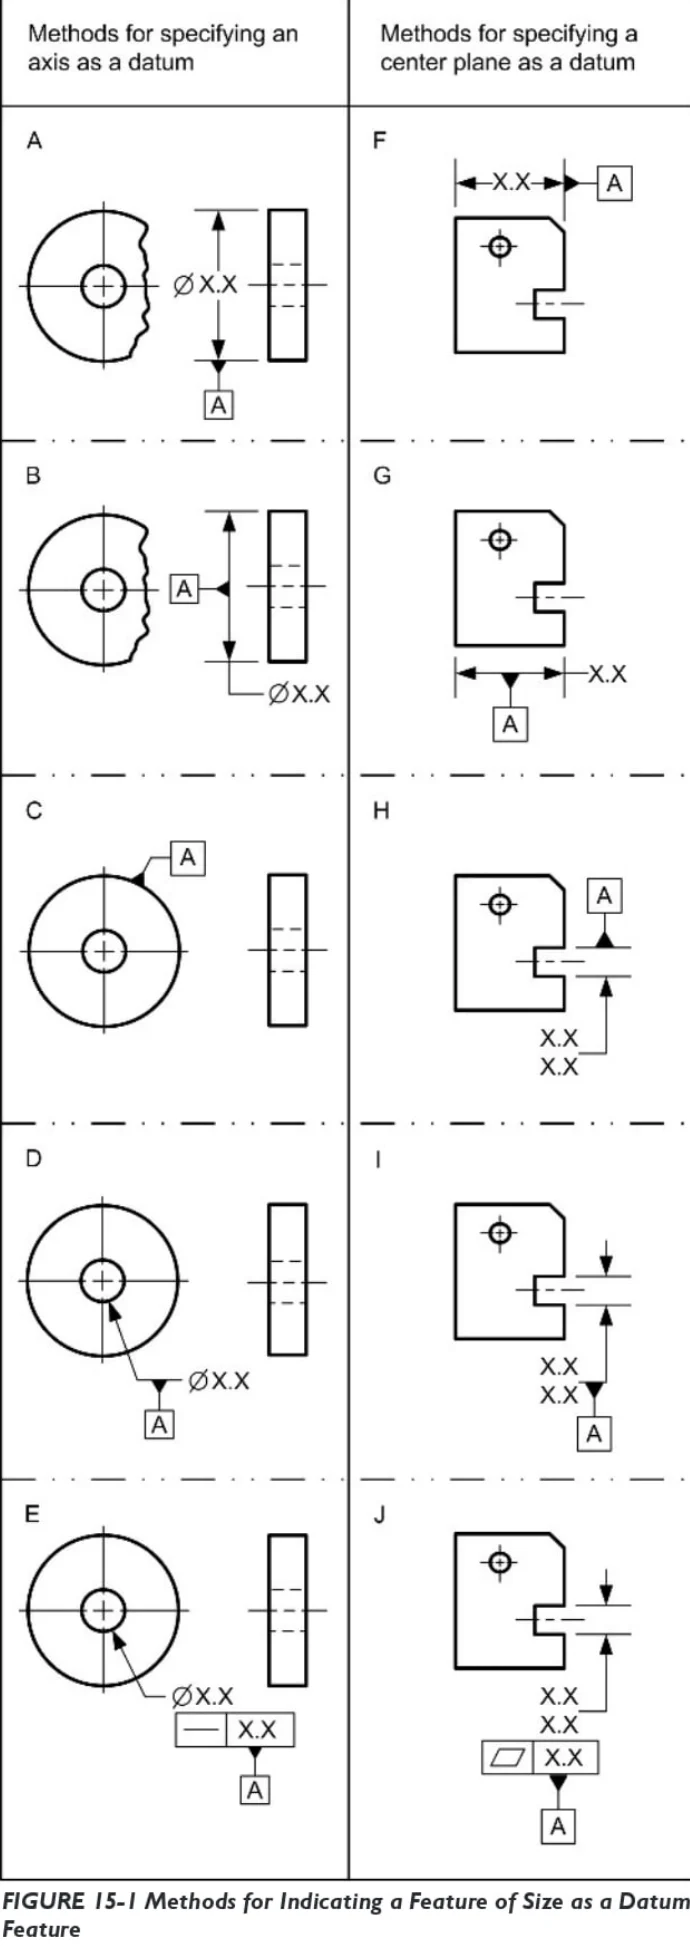 Methods for specifying an
axis as a datum
Methods for specifying a
center plane as a datum
A
ØX.X
A
F
X.X
A
B
A
ØX.X
G
X.X
A
C
A
H
A
X.X
X.X
D
ØX.X
A
I
X.X
X.X
A
E
ØX.X
X.X
A
J
X.X
X.X
X.X
A
FIGURE 15-1 Methods for Indicating a Feature of Size as a Datum
Feature